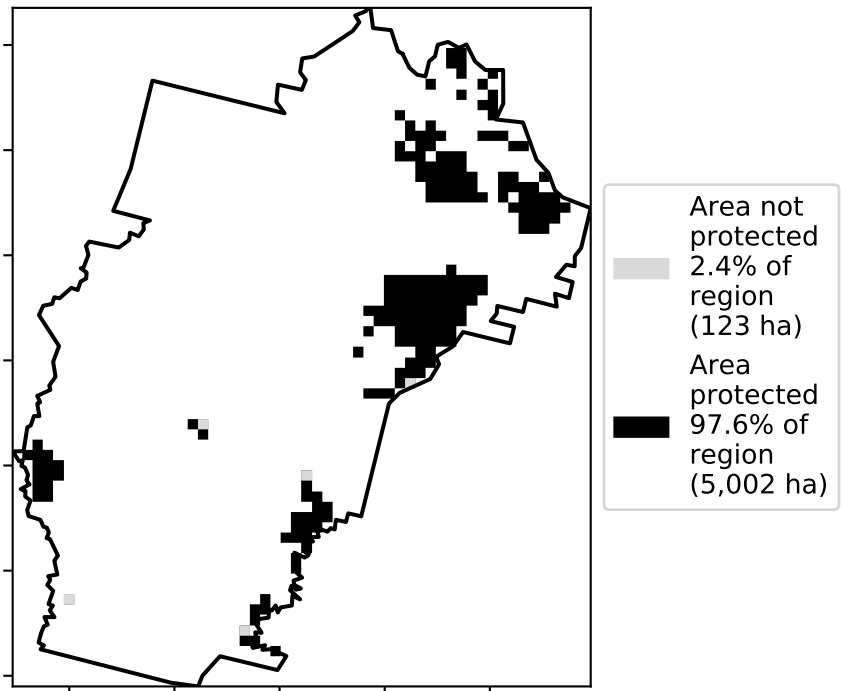 Area not
protected
2.4% of
region
(123 ha)
Area
protected
97.6% of
region
(5,002 ha)